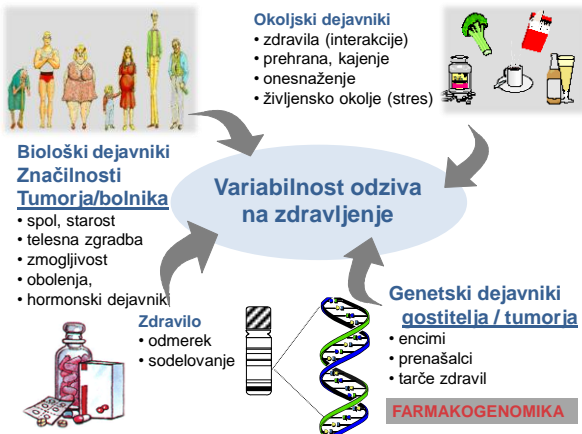 Okoljski dejavniki
• zdravila (interakcije)
• prehrana, kajenje
• onesnaženje
• življensko okolje (stres)
Biološki dejavniki
Značilnosti
Tumorja/bolnika
• spol, starost
• telesna zgradba
• zmogljivost
• obolenja,
• hormonski dejavniki
Variabilnost odziva
na zdravljenje
Zdravilo
• odmerek
• sodelovanje
Genetski dejavniki
gostitelja / tumorja
• encimi
• prenašalci
• tarče zdravil
FARMAKOGENOMIKA